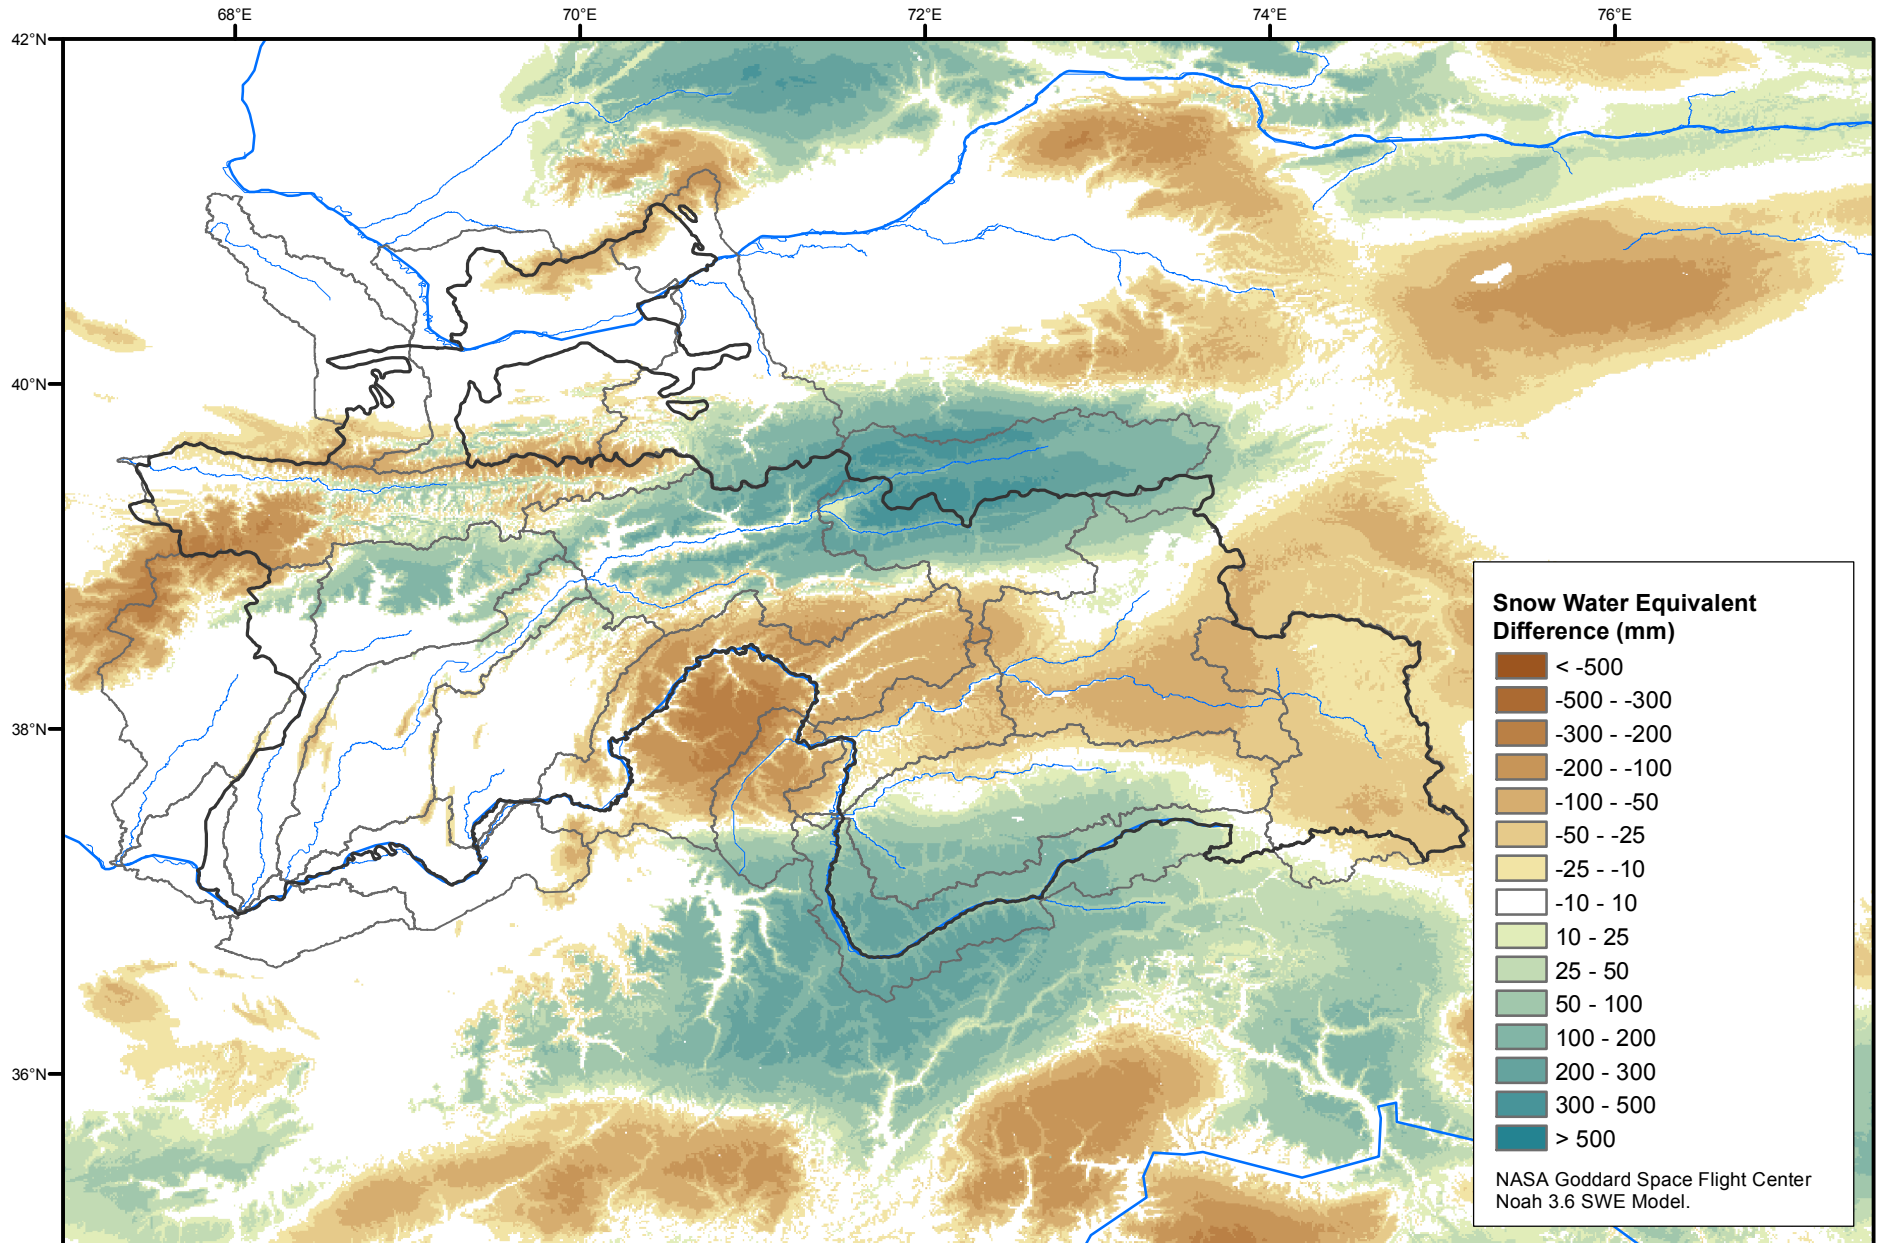 68°E
70°E
72°E
74°E
76°E
42°N
40°N
38°N
36°N
Snow Water Equivalent
Difference (mm)
< -500
-500 - -300
-300 - -200
-200 - -100
-100 - -50
-50 - -25
-25 - -10
-10 - 10
10 - 25
25 - 50
50 - 100
100 - 200
200 - 300
300 - 500
> 500
NASA Goddard Space Flight Center
Noah 3.6 SWE Model.